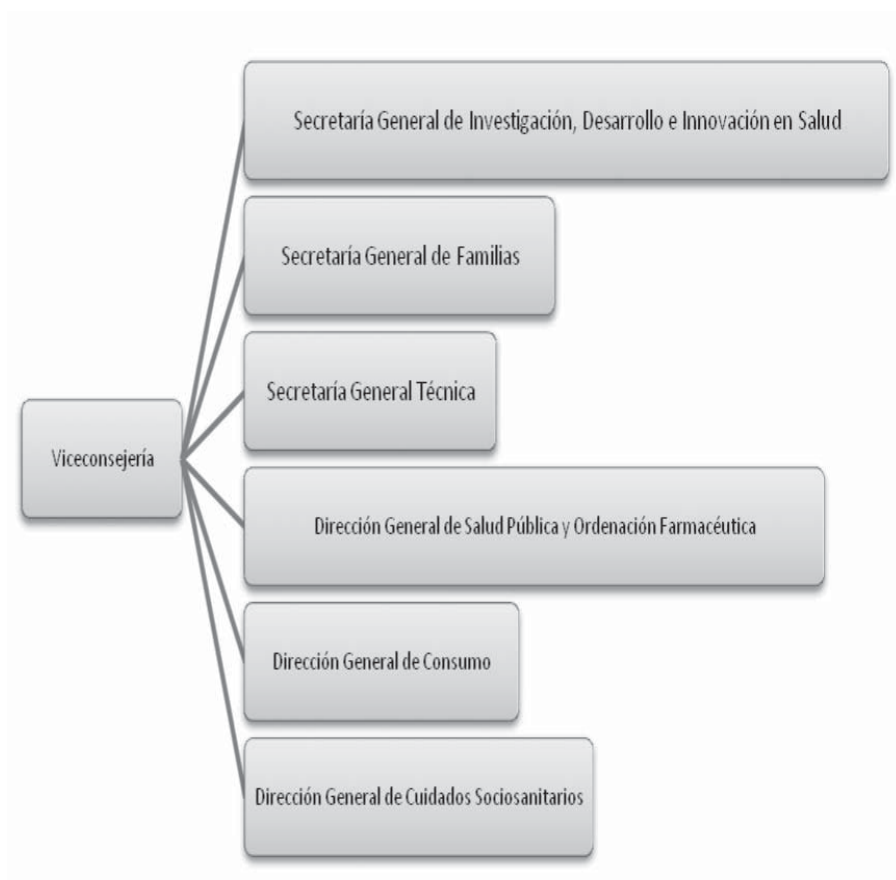 Secretaría General de Investigación, Desarrollo e Innovación en Salud
Secretaría General de Familias
Secretaría General Técnica
Viceconsejería
Dirección General de Salud Pública y Ordenación Farmacéutica
Dirección General de Consumo
Dirección General de Cuidados Sociosanitarios